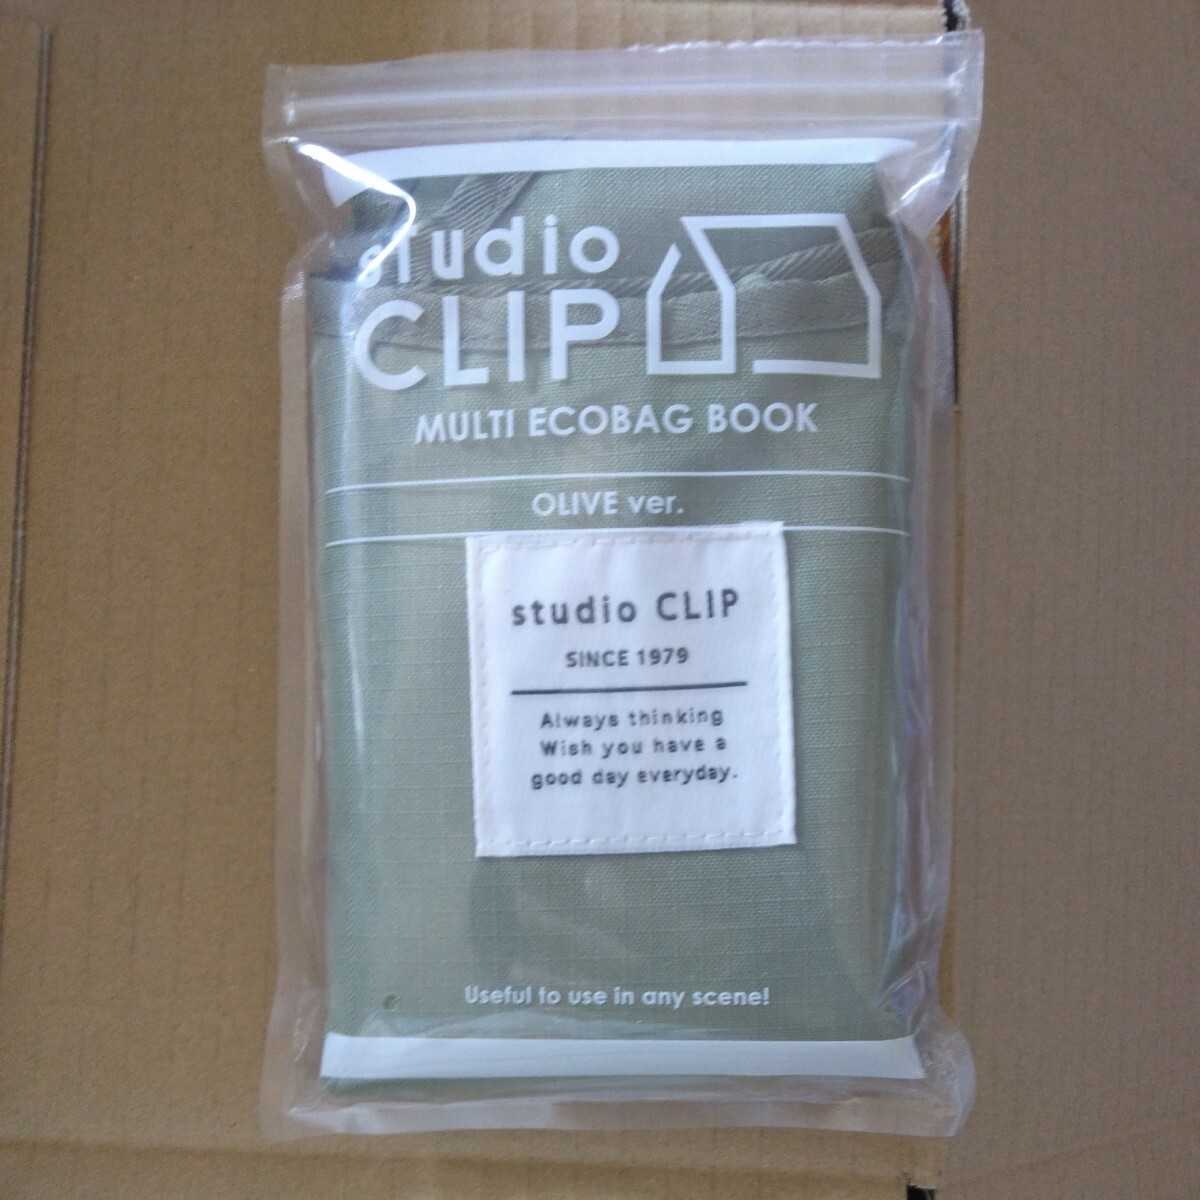 studio
CLIP
MULTI ECOBAG BOOK
OLIVE ver.
studio CLIP
SINCE 1979
Always thinking
Wish you have a
good day everyday.
Useful to use in any scene!